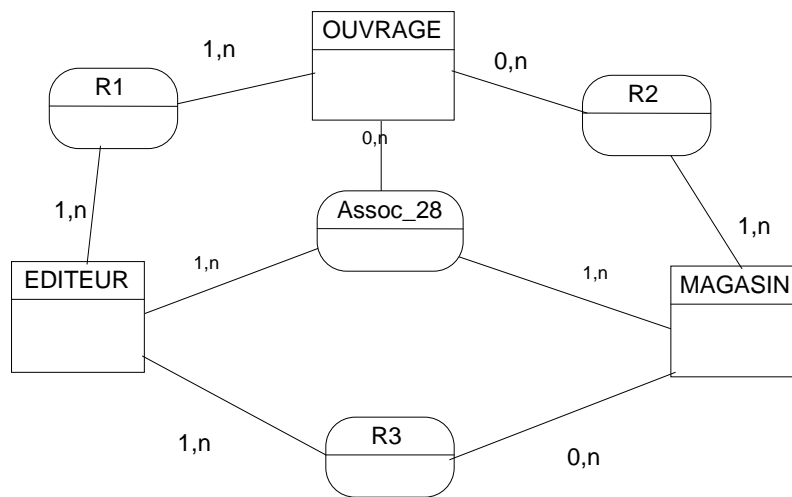 OUVRAGE
1,n
0,n
R1
R2
0,n
1,n
Assoc_28
1,n
EDITEUR
1,n
1,n
MAGASIN
R3
1,n
0,n